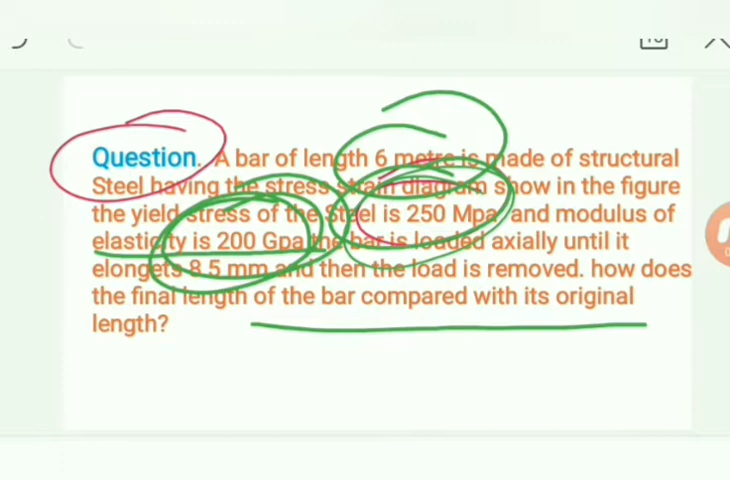 Question. A bar of length 6 metre is made of structural
Steel having the stress strain diagram show in the figure
the yield stress of the Steel is 250 Mpa and modulus of
elasticity is 200 Gpa the bar is loaded axially until it
elongets 8.5 mm and then the load is removed. how does
the final length of the bar compared with its original
length?